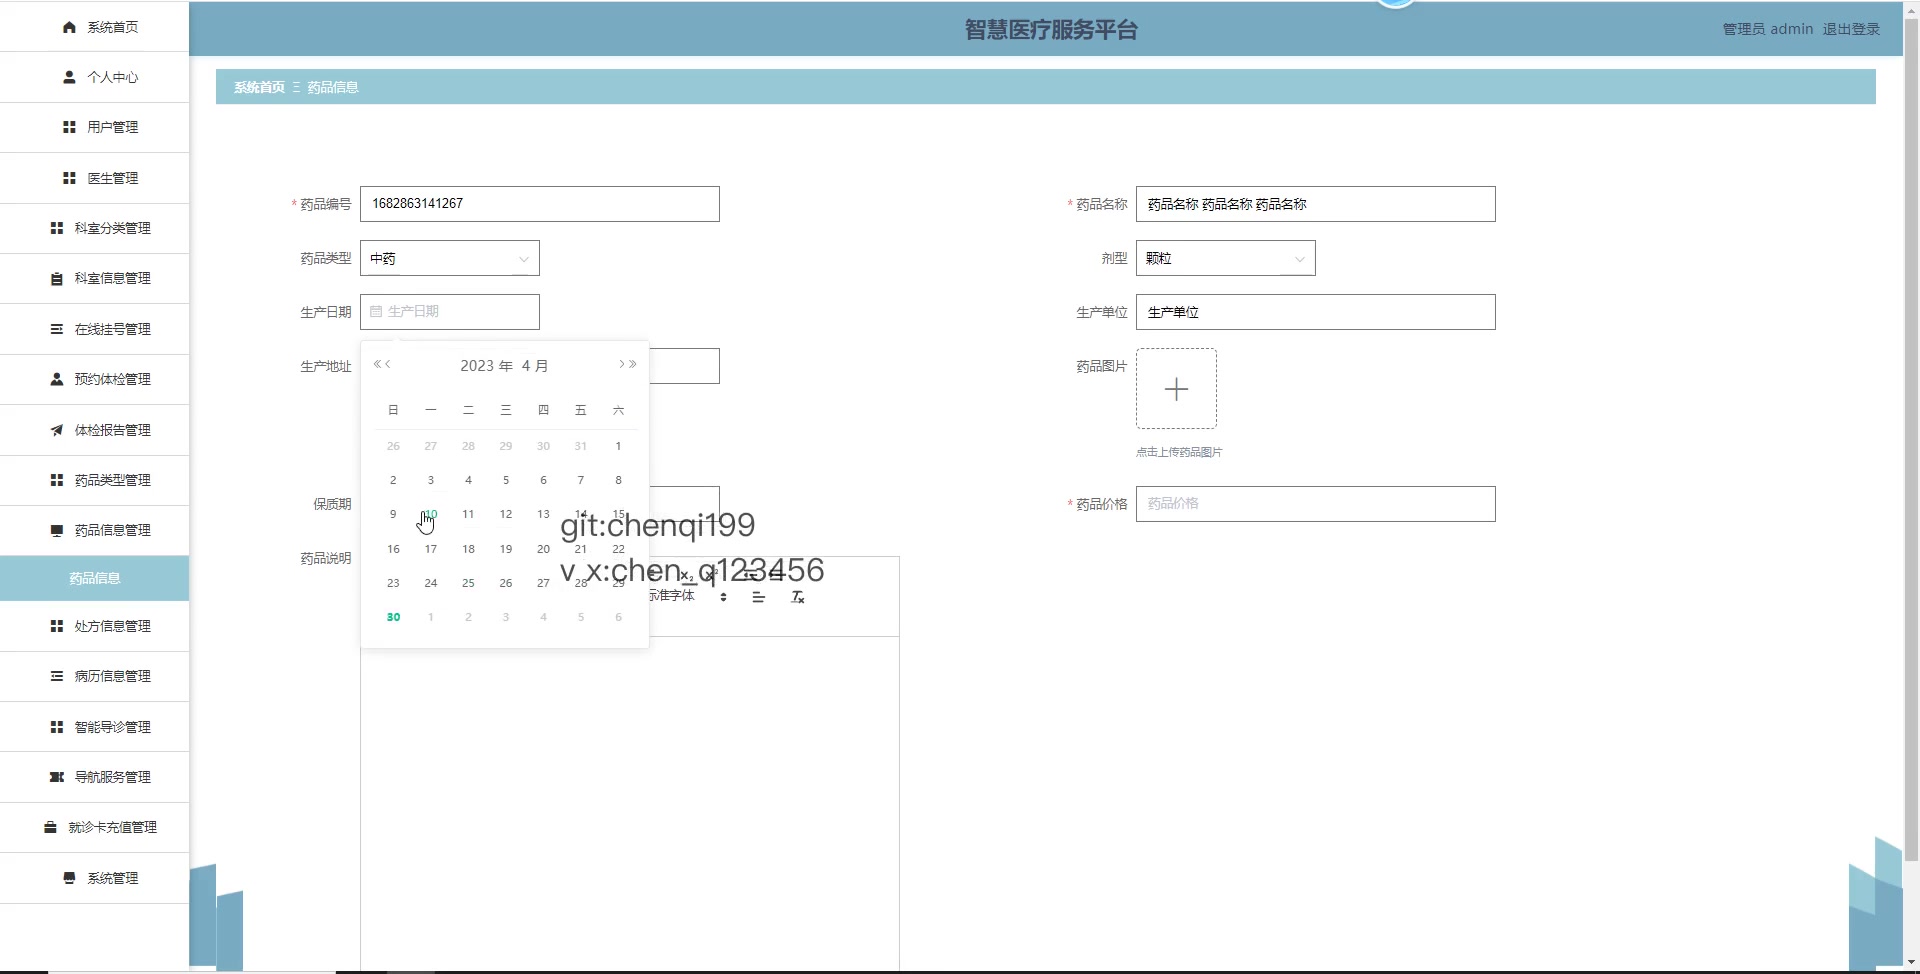 智慧医疗服务平台
管理员 admin 退出登录
系统首页
个人中心
用户管理
医生管理
科室分类管理
科室信息管理
在线挂号管理
预约体检管理
体检报告管理
药品类型管理
药品信息管理
药品信息
处方信息管理
病历信息管理
智能导诊管理
导航服务管理
就诊卡充值管理
系统管理
系统首页 Ξ 药品信息
* 药品编号 1682863141267
* 药品名称 药品名称 药品名称 药品名称
药品类型 中药
剂型 颗粒
生产日期 生产日期
生产单位 生产单位
生产地址
药品图片
点击上传药品图片
2023 年 4 月
日 一 二 三 四 五 六
26 27 28 29 30 31 1
2 3 4 5 6 7 8
9 10 11 12 13 14 15
16 17 18 19 20 21 22
23 24 25 26 27 28 29
30 1 2 3 4 5 6
保质期
* 药品价格 药品价格
药品说明
标准字体
git:chenqi199
v x:chen_q123456